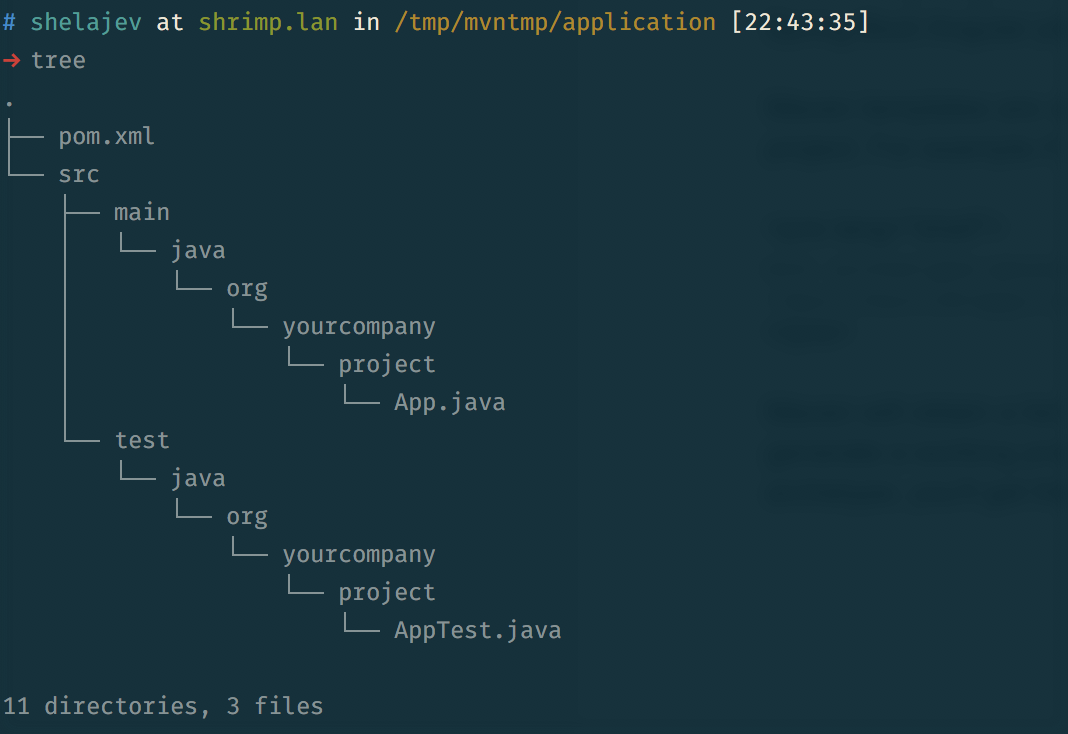 # shelajev at shrimp.lan in /tmp/mvntmp/application [22:43:35]
➜ tree
.
├── pom.xml
└── src
    ├── main
    │   └── java
    │       └── org
    │           └── yourcompany
    │               └── project
    │                   └── App.java
    └── test
        └── java
            └── org
                └── yourcompany
                    └── project
                        └── AppTest.java
11 directories, 3 files